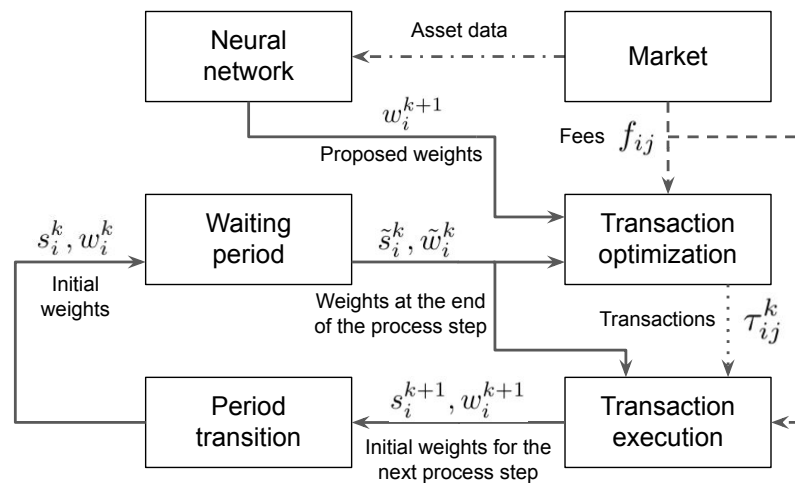 Neural
network
Asset data
Market
w_i^{k+1}
Proposed weights
Fees f_{ij}
s_i^k, w_i^k
Initial
weights
Waiting
period
\tilde{s}_i^k, \tilde{w}_i^k
Weights at the end
of the process step
Transaction
optimization
Transactions τ_{ij}^k
Period
transition
s_i^{k+1}, w_i^{k+1}
Initial weights for the
next process step
Transaction
execution